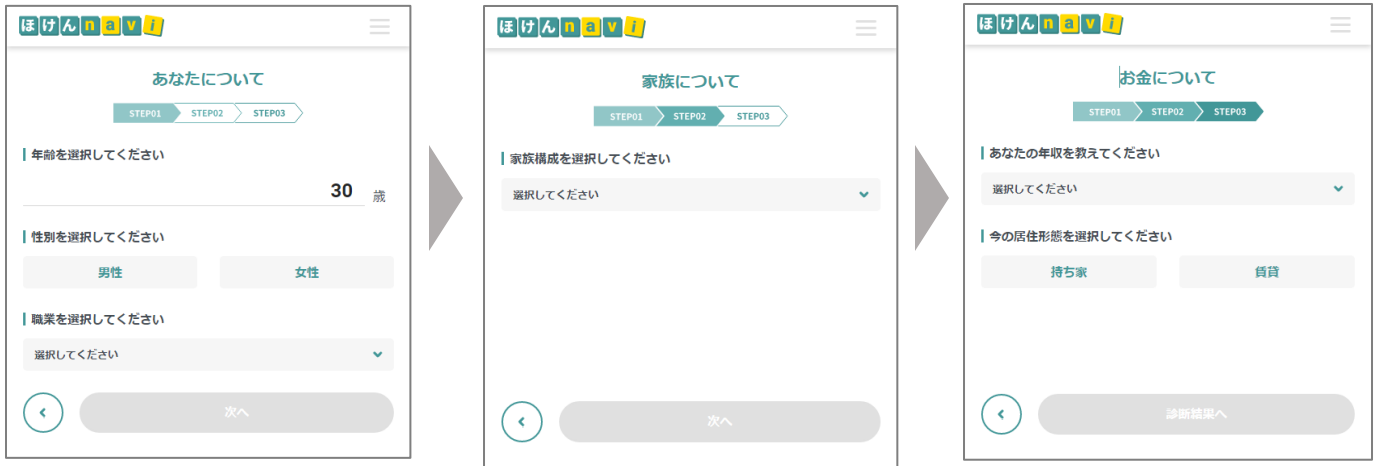 ほけんnavi
あなたについて
STEP01 STEP02 STEP03
年齢を選択してください
30 歳
性別を選択してください
男性 女性
職業を選択してください
選択してください
次へ
ほけんnavi
家族について
STEP01 STEP02 STEP03
家族構成を選択してください
選択してください
次へ
ほけんnavi
お金について
STEP01 STEP02 STEP03
あなたの年収を教えてください
選択してください
今の居住形態を選択してください
持ち家 賃貸
診断結果へ